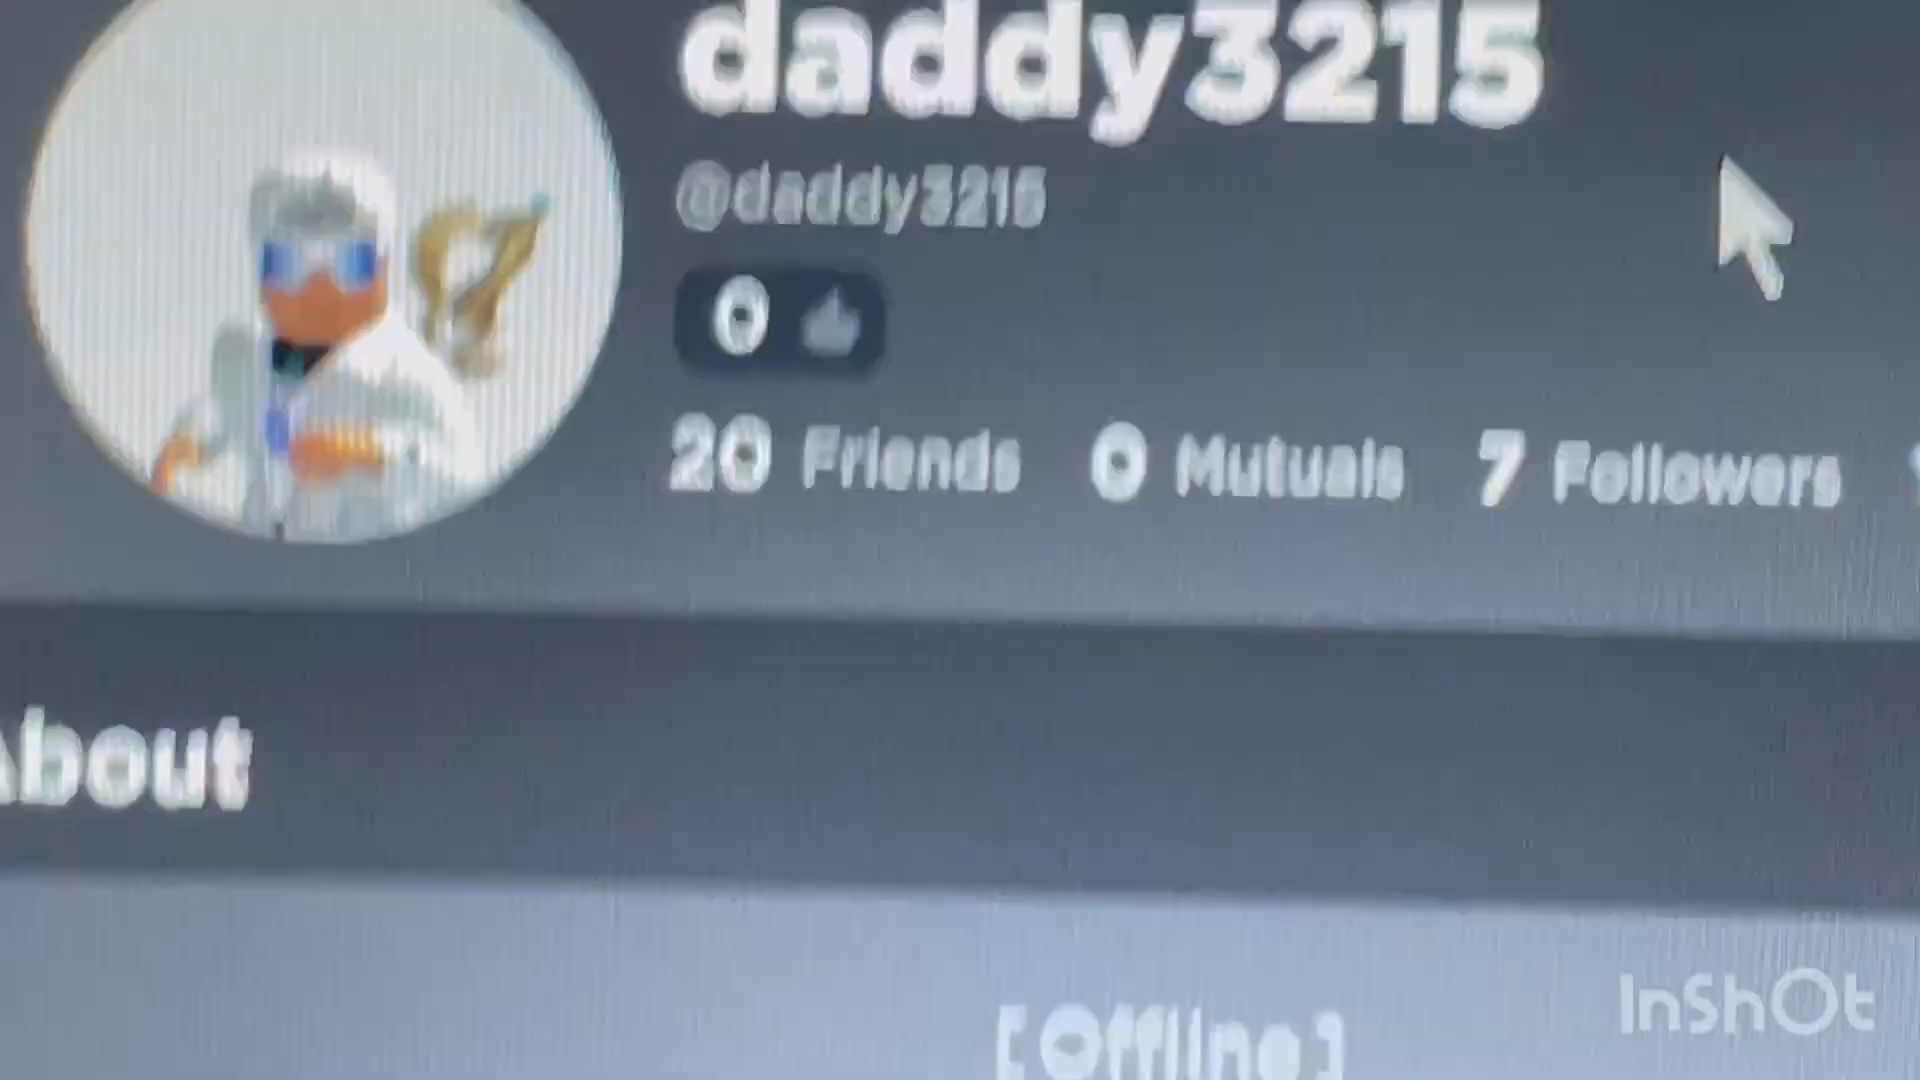 daddy3215
@daddy3215
0
20 Friends 0 Mutuals 7 Followers
About
[ Offline ]
InShOt